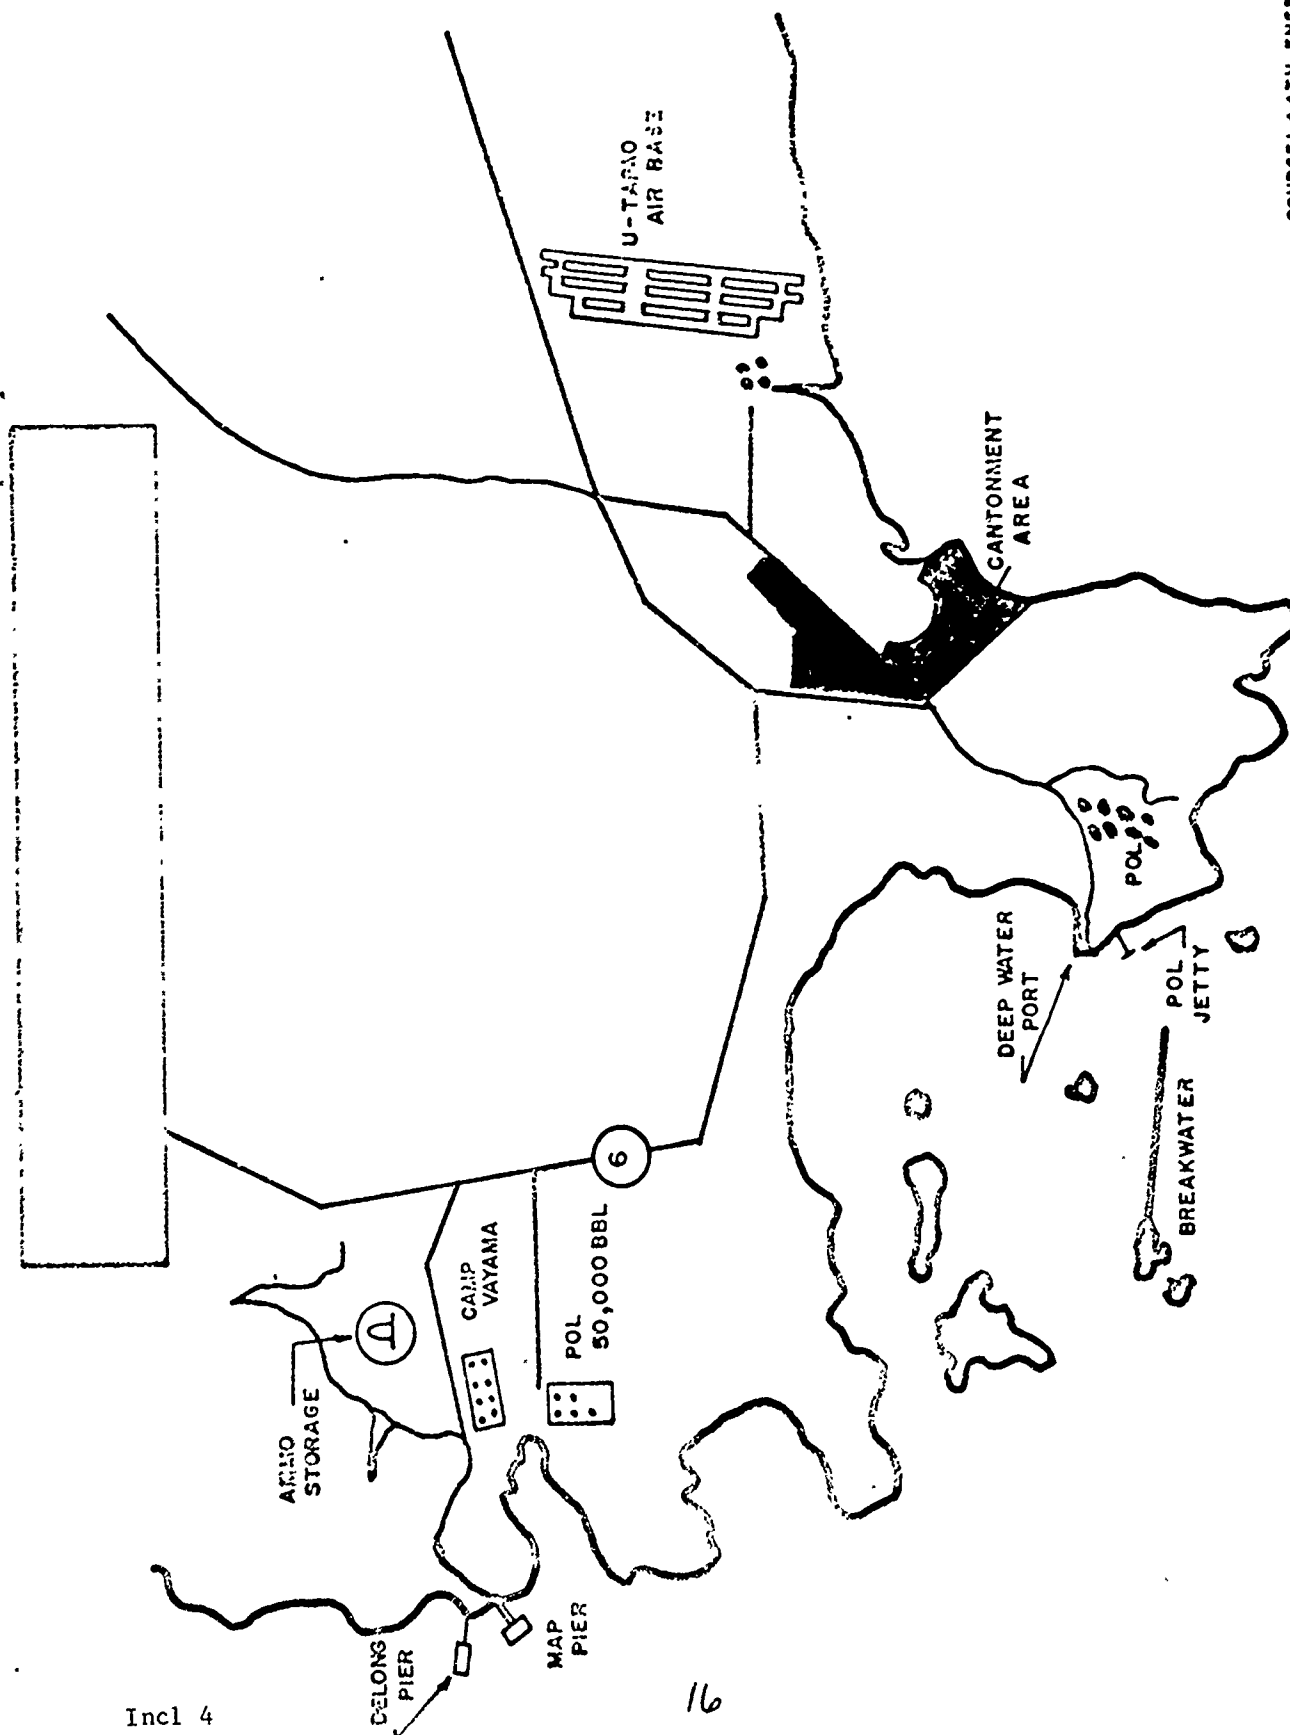 U-TAPAO
AIR BASE
CANTONMENT
AREA
POL
DEEP WATER
PORT
POL
JETTY
BREAKWATER
6
CAMP
VAYAMA
POL
50,000 BBL
AMMO
STORAGE
DELONG
PIER
MAP
PIER
Incl 4
16